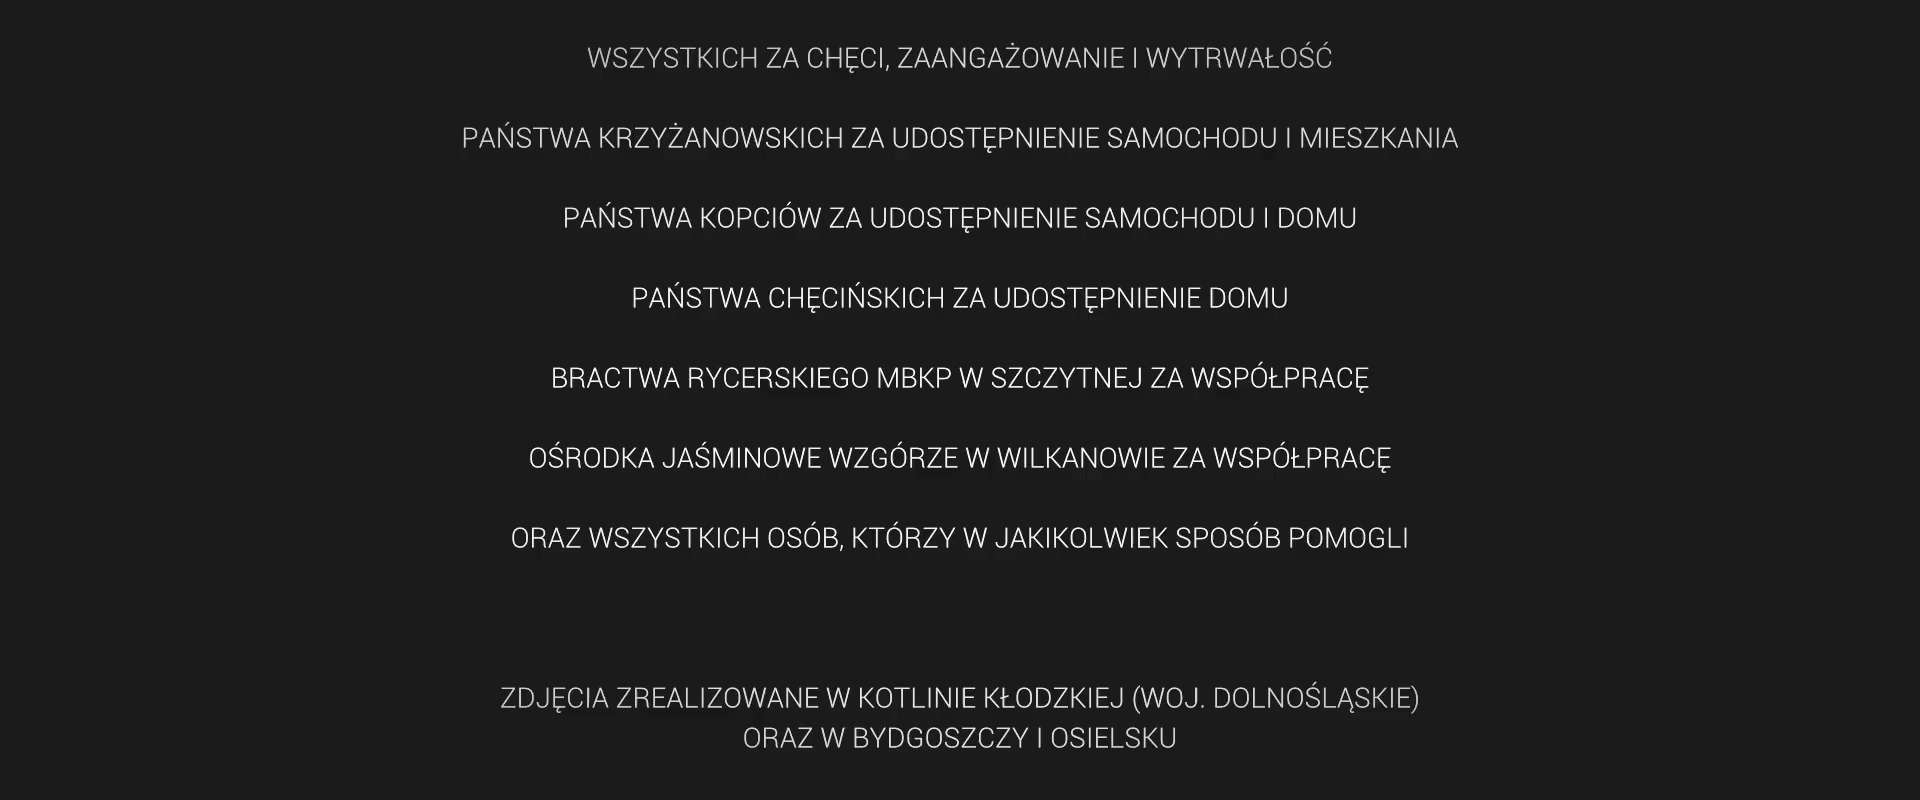 WSZYSTKICH ZA CHĘCI, ZAANGAŻOWANIE I WYTRWAŁOŚĆ
PAŃSTWA KRZYŻANOWSKICH ZA UDOSTĘPNIENIE SAMOCHODU I MIESZKANIA
PAŃSTWA KOPCIÓW ZA UDOSTĘPNIENIE SAMOCHODU I DOMU
PAŃSTWA CHĘCIŃSKICH ZA UDOSTĘPNIENIE DOMU
BRACTWA RYCERSKIEGO MBKP W SZCZYTNEJ ZA WSPÓŁPRACĘ
OŚRODKA JAŚMINOWE WZGÓRZE W WILKANOWIE ZA WSPÓŁPRACĘ
ORAZ WSZYSTKICH OSÓB, KTÓRZY W JAKIKOLWIEK SPOSÓB POMOGLI
ZDJĘCIA ZREALIZOWANE W KOTLINIE KŁODZKIEJ (WOJ. DOLNOŚLĄSKIE)
ORAZ W BYDGOSZCZY I OSIELSKU